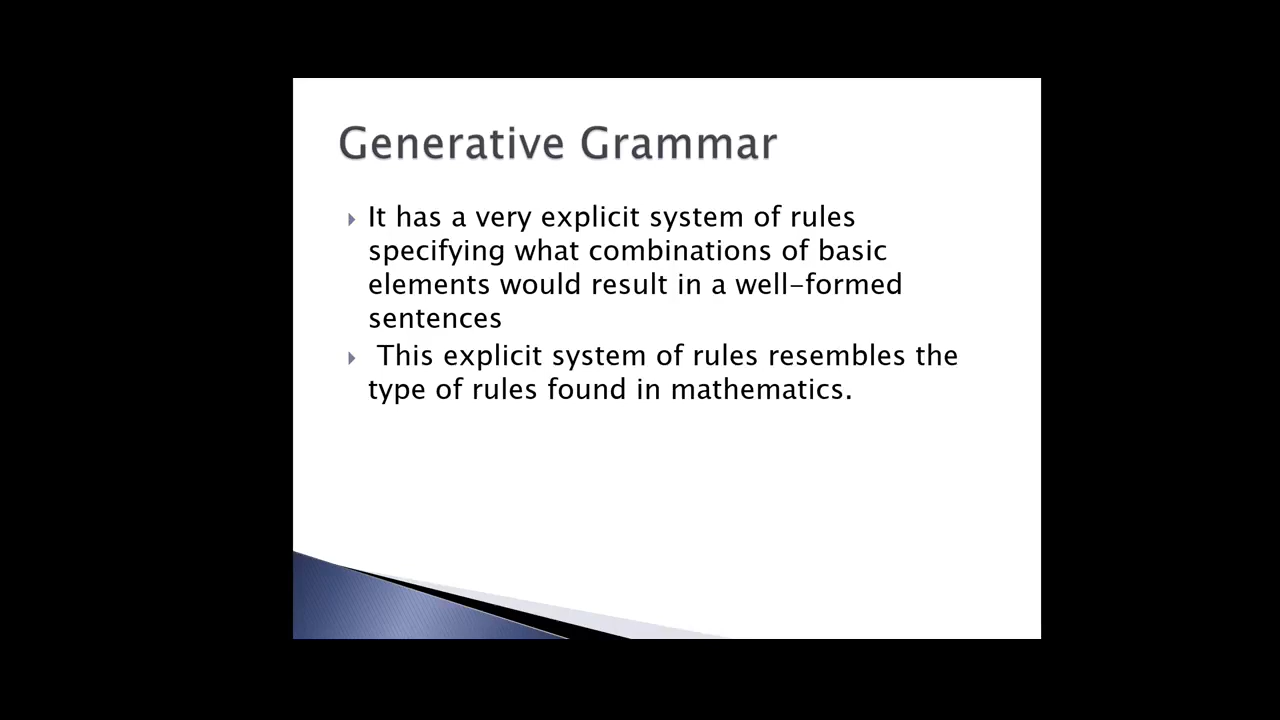 Generative Grammar
It has a very explicit system of rules
specifying what combinations of basic
elements would result in a well-formed
sentences
This explicit system of rules resembles the
type of rules found in mathematics.